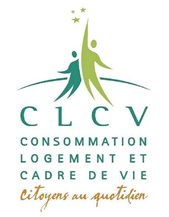 CLCV
CONSOMMATION
LOGEMENT ET
CADRE DE VIE
citoyens au quotidien